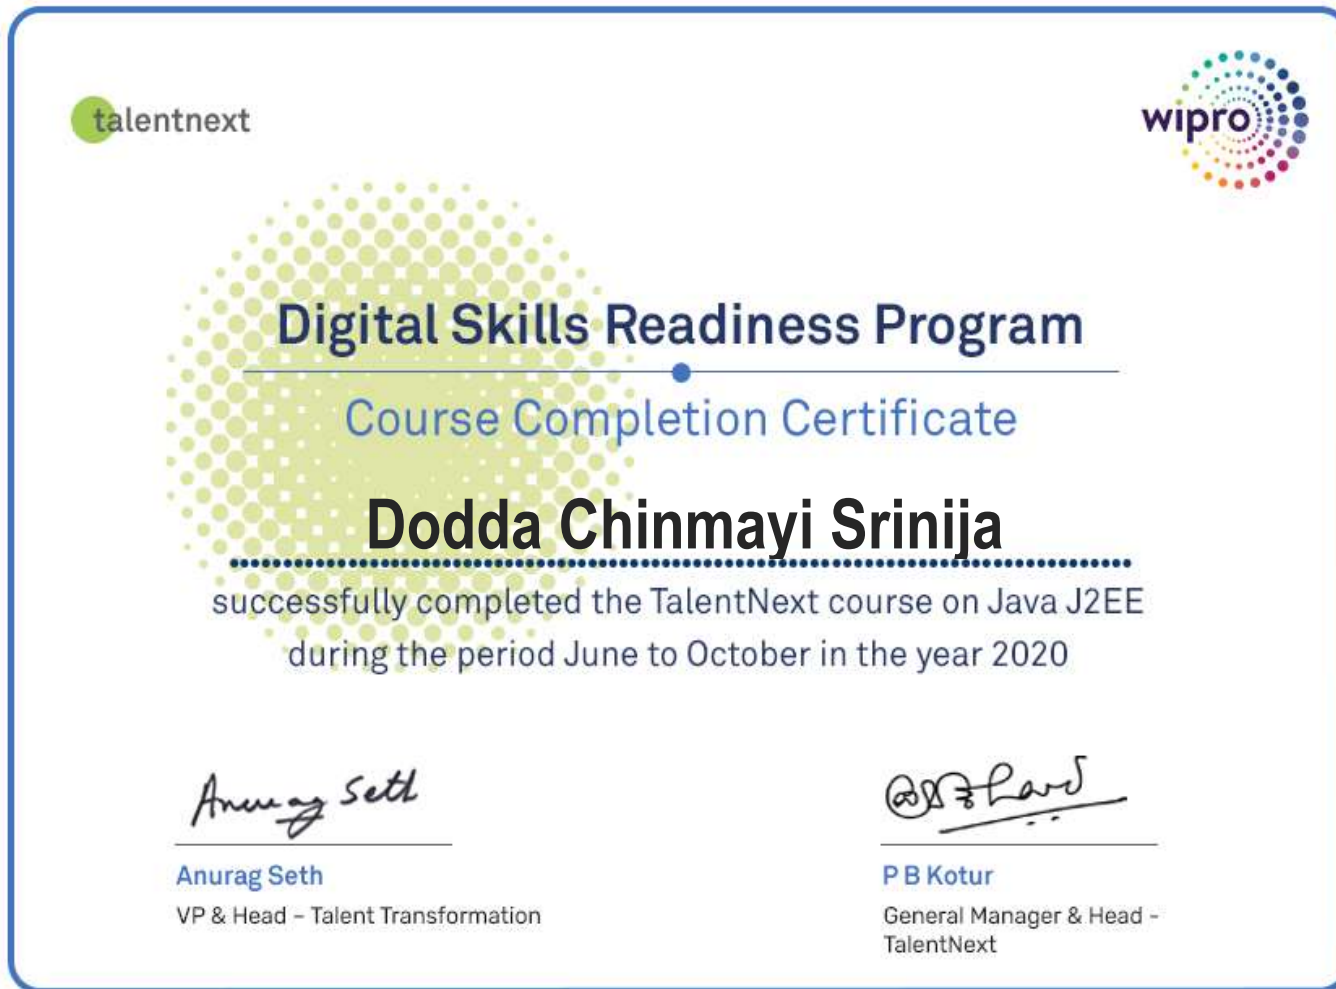 talentnext
wipro
Digital Skills Readiness Program
Course Completion Certificate
Dodda Chinmayi Srinija
successfully completed the TalentNext course on Java J2EE
during the period June to October in the year 2020
Anurag Seth
Anurag Seth
VP & Head – Talent Transformation
P B Kotur
General Manager & Head -
TalentNext